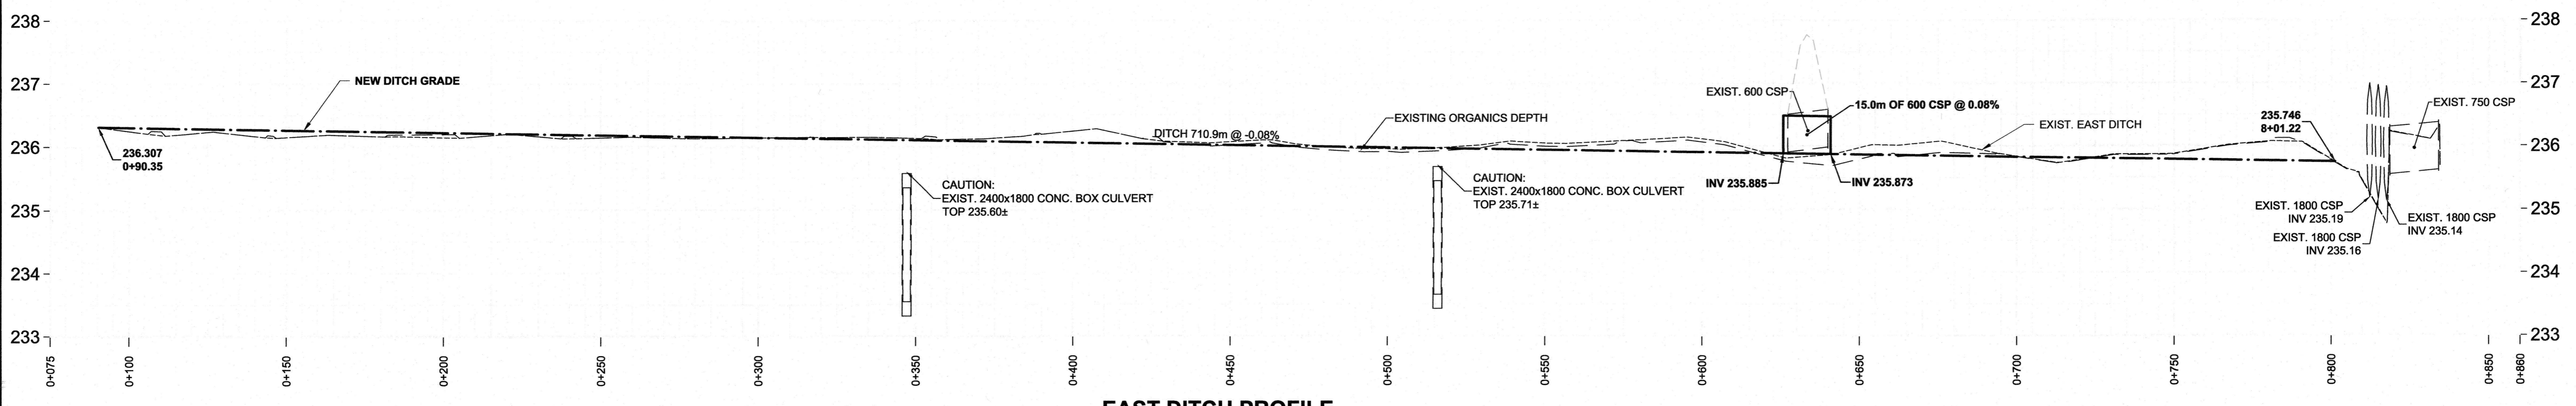 238
237
236
235
234
233
238
237
236
235
234
233
NEW DITCH GRADE
236.307
0+90.35
CAUTION:
EXIST. 2400x1800 CONC. BOX CULVERT
TOP 235.60±
DITCH 710.9m @ -0.08%
EXISTING ORGANICS DEPTH
CAUTION:
EXIST. 2400x1800 CONC. BOX CULVERT
TOP 235.71±
EXIST. 600 CSP
15.0m OF 600 CSP @ 0.08%
INV 235.885
INV 235.873
EXIST. EAST DITCH
235.746
8+01.22
EXIST. 750 CSP
EXIST. 1800 CSP
INV 235.19
EXIST. 1800 CSP
INV 235.16
EXIST. 1800 CSP
INV 235.14
0+075
0+100
0+150
0+200
0+250
0+300
0+350
0+400
0+450
0+500
0+550
0+600
0+650
0+700
0+750
0+800
0+850
0+860
EAST DITCH PROFILE